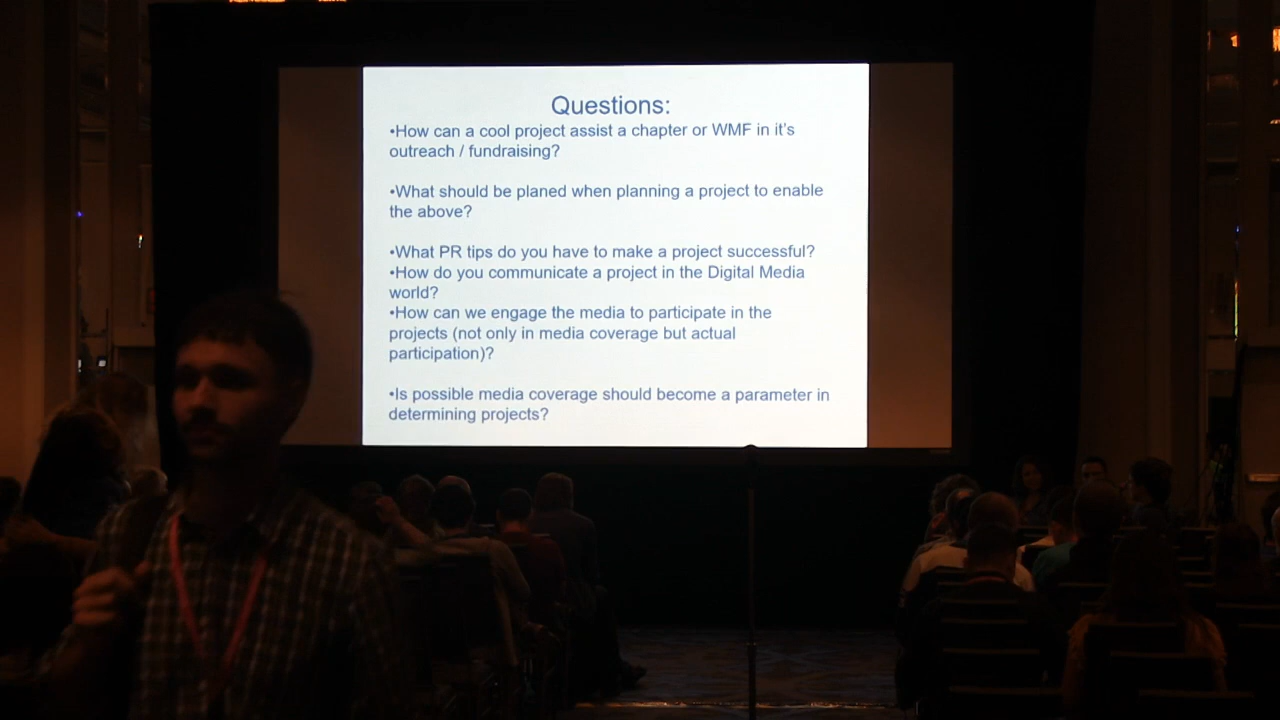 Questions:
•How can a cool project assist a chapter or WMF in it's
outreach / fundraising?
•What should be planed when planning a project to enable
the above?
•What PR tips do you have to make a project successful?
•How do you communicate a project in the Digital Media
world?
•How can we engage the media to participate in the
projects (not only in media coverage but actual
participation)?
•Is possible media coverage should become a parameter in
determining projects?